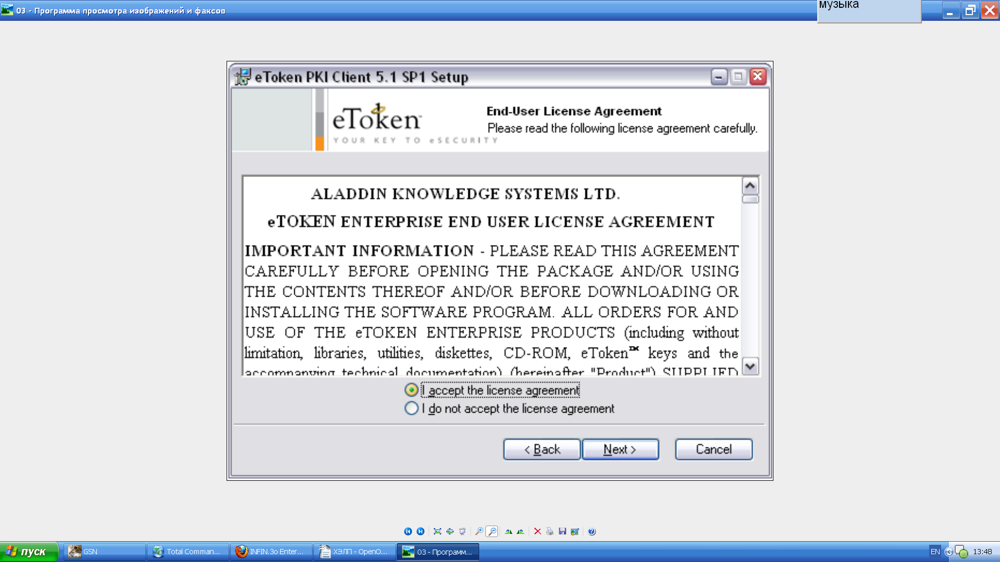 03 - Программа просмотра изображений и факсов
музыка
eToken PKI Client 5.1 SP1 Setup
eToken
YOUR KEY TO eSECURITY
End-User License Agreement
Please read the following license agreement carefully.
ALADDIN KNOWLEDGE SYSTEMS LTD.
eTOKEN ENTERPRISE END USER LICENSE AGREEMENT
IMPORTANT INFORMATION - PLEASE READ THIS AGREEMENT
CAREFULLY BEFORE OPENING THE PACKAGE AND/OR USING
THE CONTENTS THEREOF AND/OR BEFORE DOWNLOADING OR
INSTALLING THE SOFTWARE PROGRAM. ALL ORDERS FOR AND
USE OF THE eTOKEN ENTERPRISE PRODUCTS (including without
limitation, libraries, utilities, diskettes, CD-ROM, eToken™ keys and the
accompanying technical documentation) (hereinafter "Product") SUPPLIED
I accept the license agreement
I do not accept the license agreement
< Back
Next >
Cancel
пуск
GSN
Total Comman...
INFIN.3o Enter...
ХЭЛП - OpenO...
03 - Программ...
EN
13:48